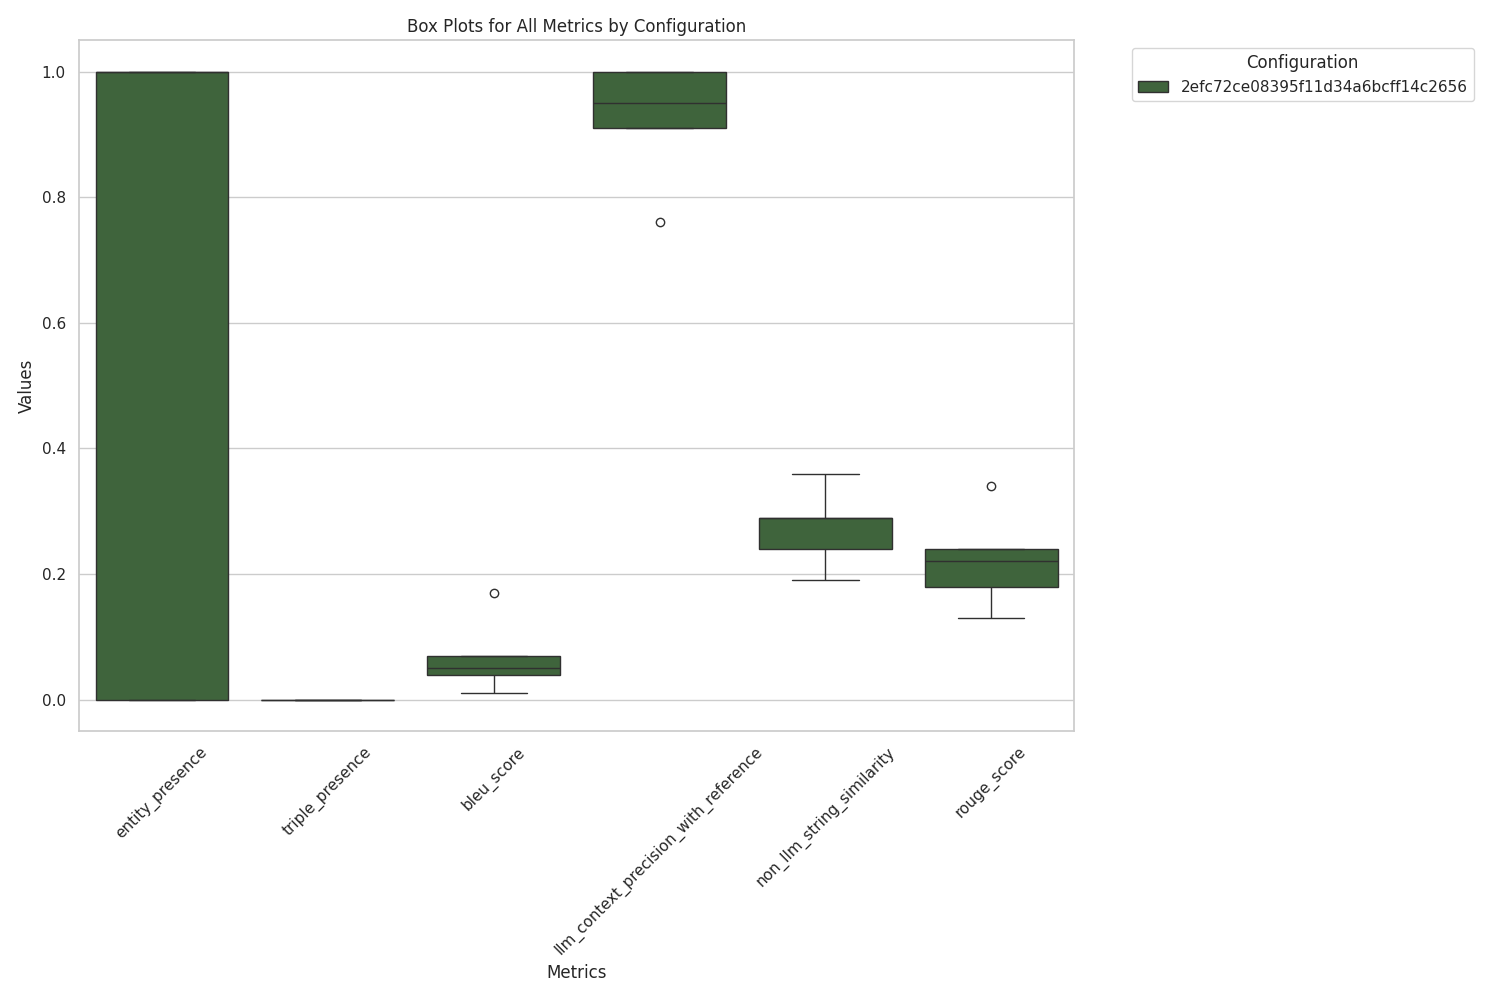 Box Plots for All Metrics by Configuration
Configuration
2efc72ce08395f11d34a6bcff14c2656
Values
1.0
0.8
0.6
0.4
0.2
0.0
entity_presence
triple_presence
bleu_score
llm_context_precision_with_reference
non_llm_string_similarity
rouge_score
Metrics